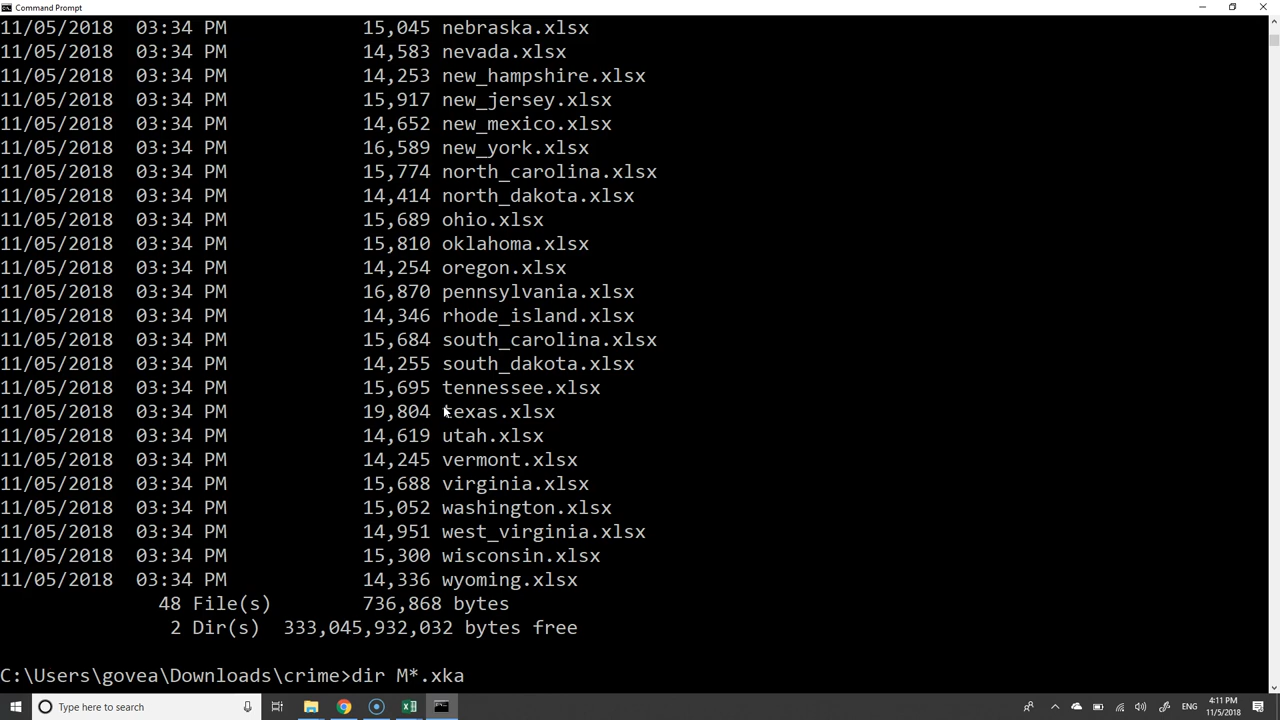 Command Prompt
11/05/2018 03:34 PM 15,045 nebraska.xlsx
11/05/2018 03:34 PM 14,583 nevada.xlsx
11/05/2018 03:34 PM 14,253 new_hampshire.xlsx
11/05/2018 03:34 PM 15,917 new_jersey.xlsx
11/05/2018 03:34 PM 14,652 new_mexico.xlsx
11/05/2018 03:34 PM 16,589 new_york.xlsx
11/05/2018 03:34 PM 15,774 north_carolina.xlsx
11/05/2018 03:34 PM 14,414 north_dakota.xlsx
11/05/2018 03:34 PM 15,689 ohio.xlsx
11/05/2018 03:34 PM 15,810 oklahoma.xlsx
11/05/2018 03:34 PM 14,254 oregon.xlsx
11/05/2018 03:34 PM 16,870 pennsylvania.xlsx
11/05/2018 03:34 PM 14,346 rhode_island.xlsx
11/05/2018 03:34 PM 15,684 south_carolina.xlsx
11/05/2018 03:34 PM 14,255 south_dakota.xlsx
11/05/2018 03:34 PM 15,695 tennessee.xlsx
11/05/2018 03:34 PM 19,804 texas.xlsx
11/05/2018 03:34 PM 14,619 utah.xlsx
11/05/2018 03:34 PM 14,245 vermont.xlsx
11/05/2018 03:34 PM 15,688 virginia.xlsx
11/05/2018 03:34 PM 15,052 washington.xlsx
11/05/2018 03:34 PM 14,951 west_virginia.xlsx
11/05/2018 03:34 PM 15,300 wisconsin.xlsx
11/05/2018 03:34 PM 14,336 wyoming.xlsx
48 File(s) 736,868 bytes
2 Dir(s) 333,045,932,032 bytes free
C:\Users\govea\Downloads\crime>dir M*.xka
Type here to search
ENG
4:11 PM
11/5/2018